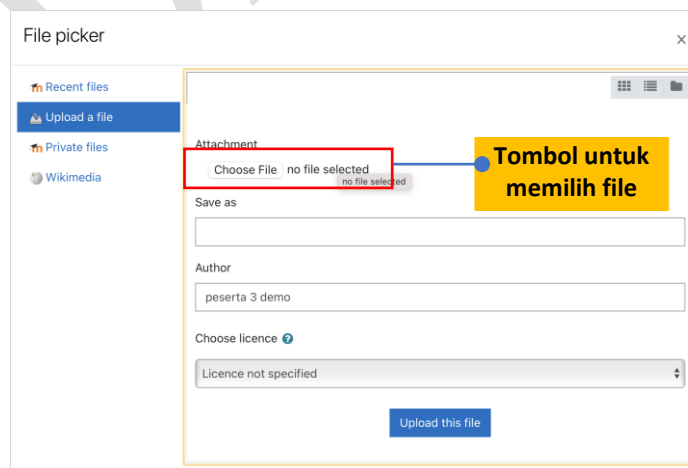 File picker
×
Recent files
Upload a file
Private files
Wikimedia
Attachment
Choose File no file selected
no file selected
Tombol untuk
memilih file
Save as
Author
peserta 3 demo
Choose licence ?
Licence not specified
Upload this file